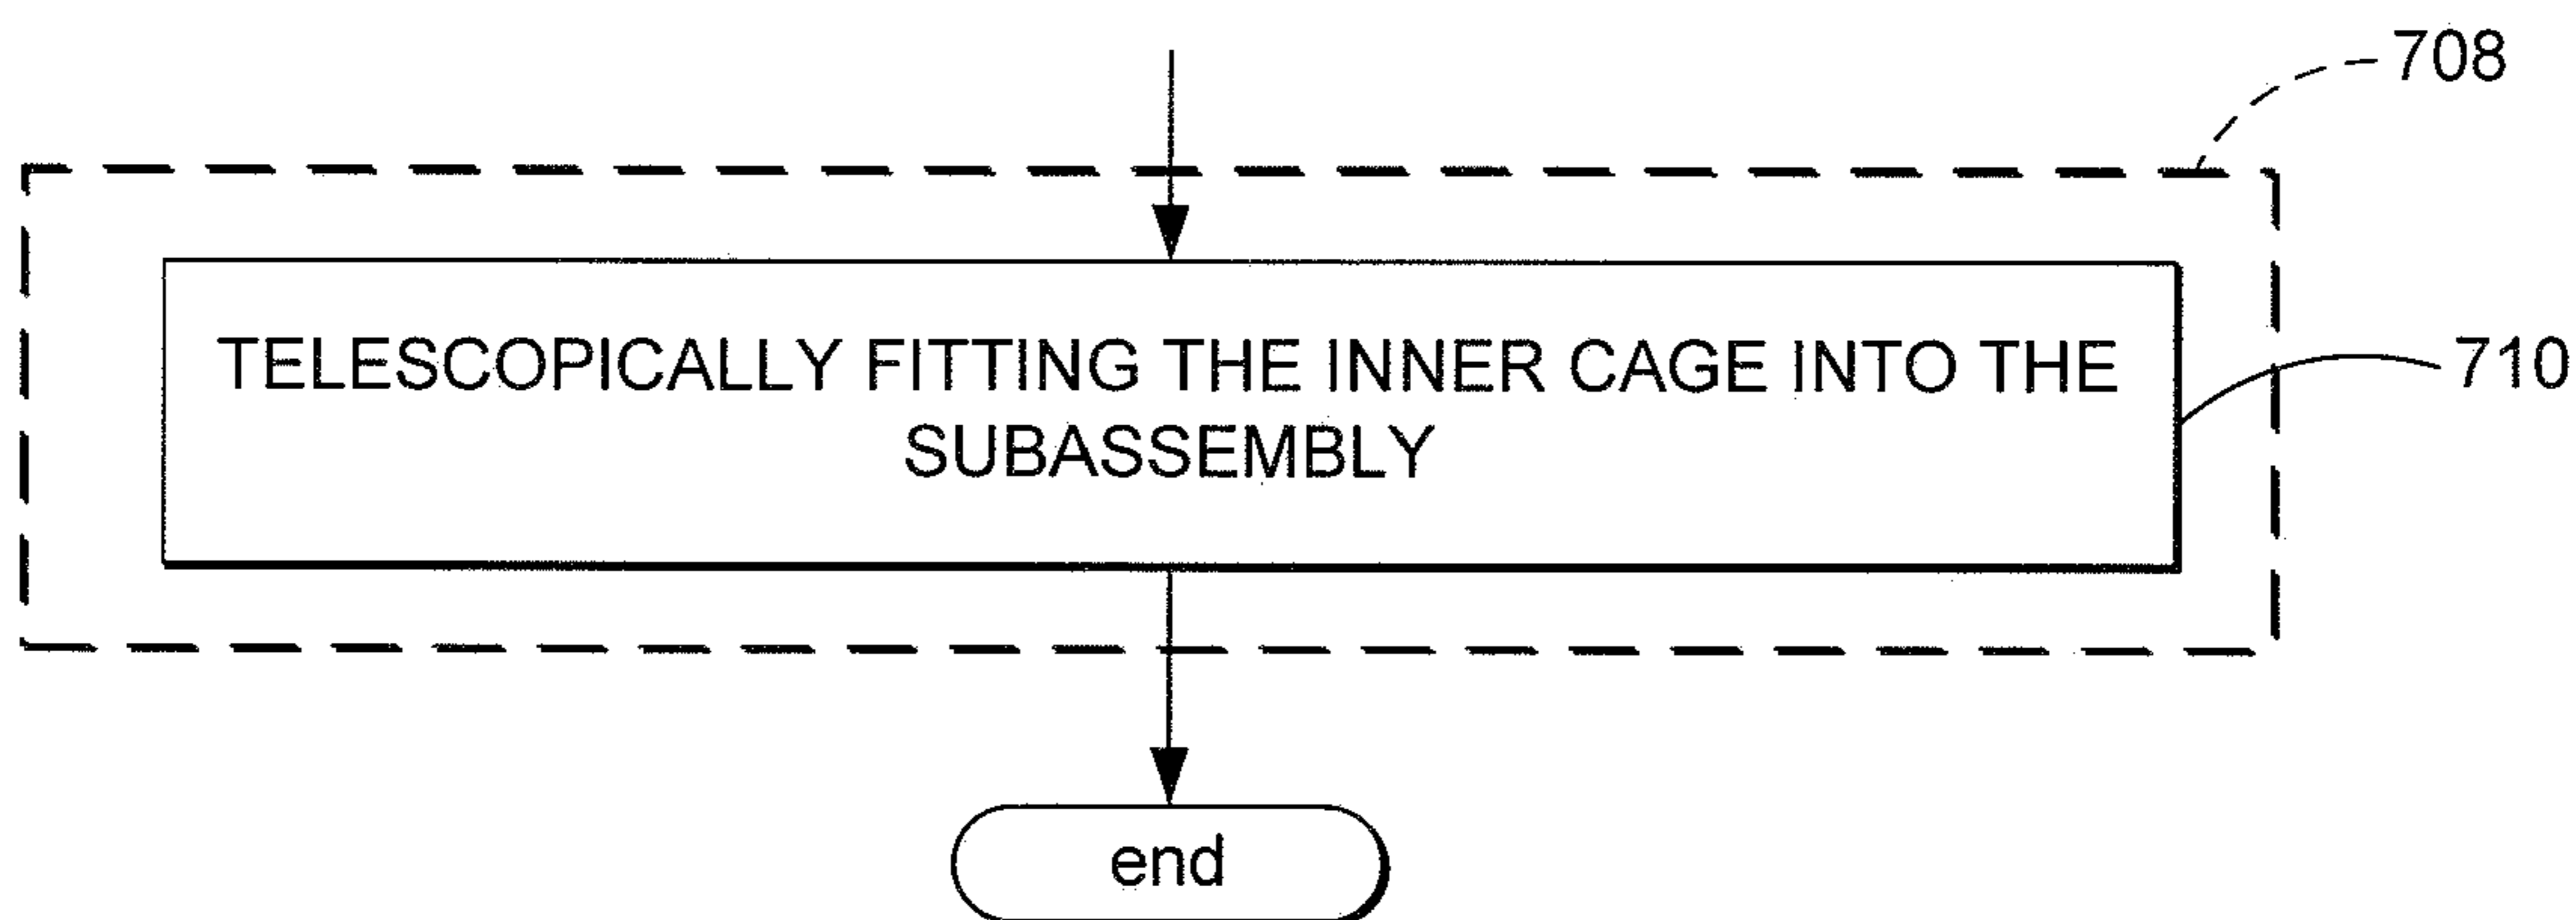 708
TELESCOPICALLY FITTING THE INNER CAGE INTO THE
SUBASSEMBLY
710
end